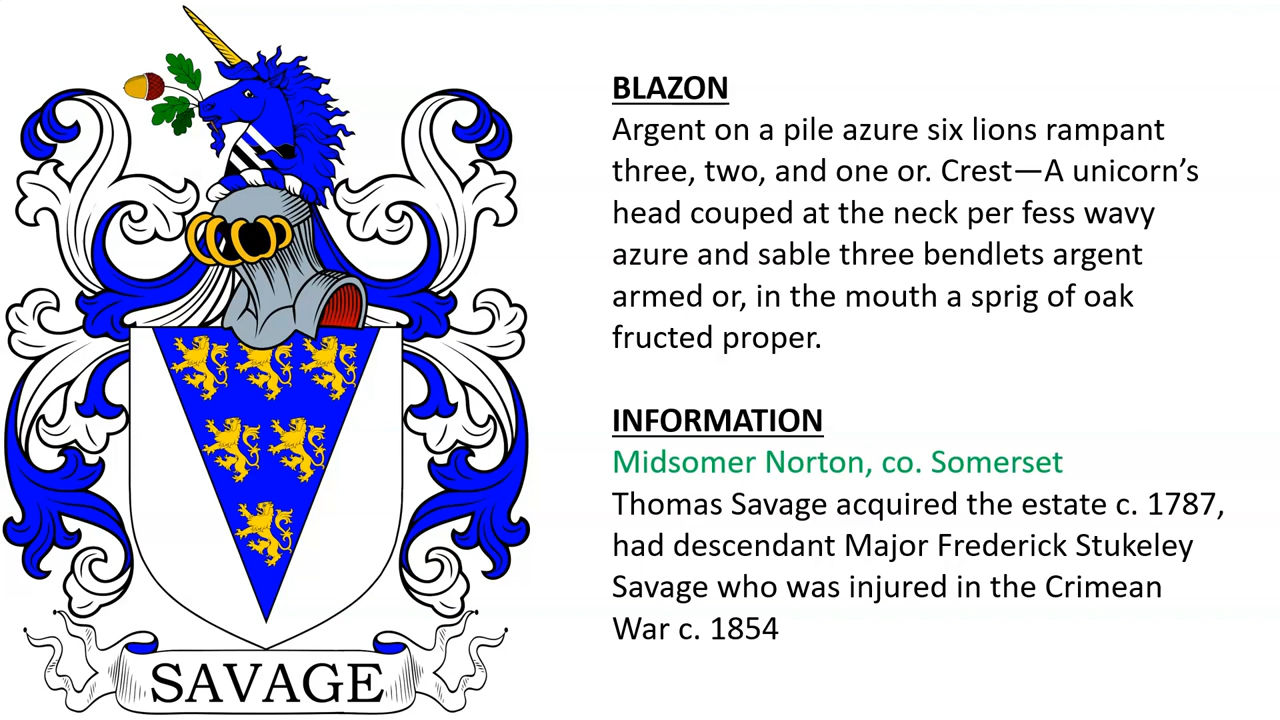 SAVAGE
BLAZON
Argent on a pile azure six lions rampant
three, two, and one or. Crest—A unicorn’s
head couped at the neck per fess wavy
azure and sable three bendlets argent
armed or, in the mouth a sprig of oak
fructed proper.
INFORMATION
Midsomer Norton, co. Somerset
Thomas Savage acquired the estate c. 1787,
had descendant Major Frederick Stukeley
Savage who was injured in the Crimean
War c. 1854